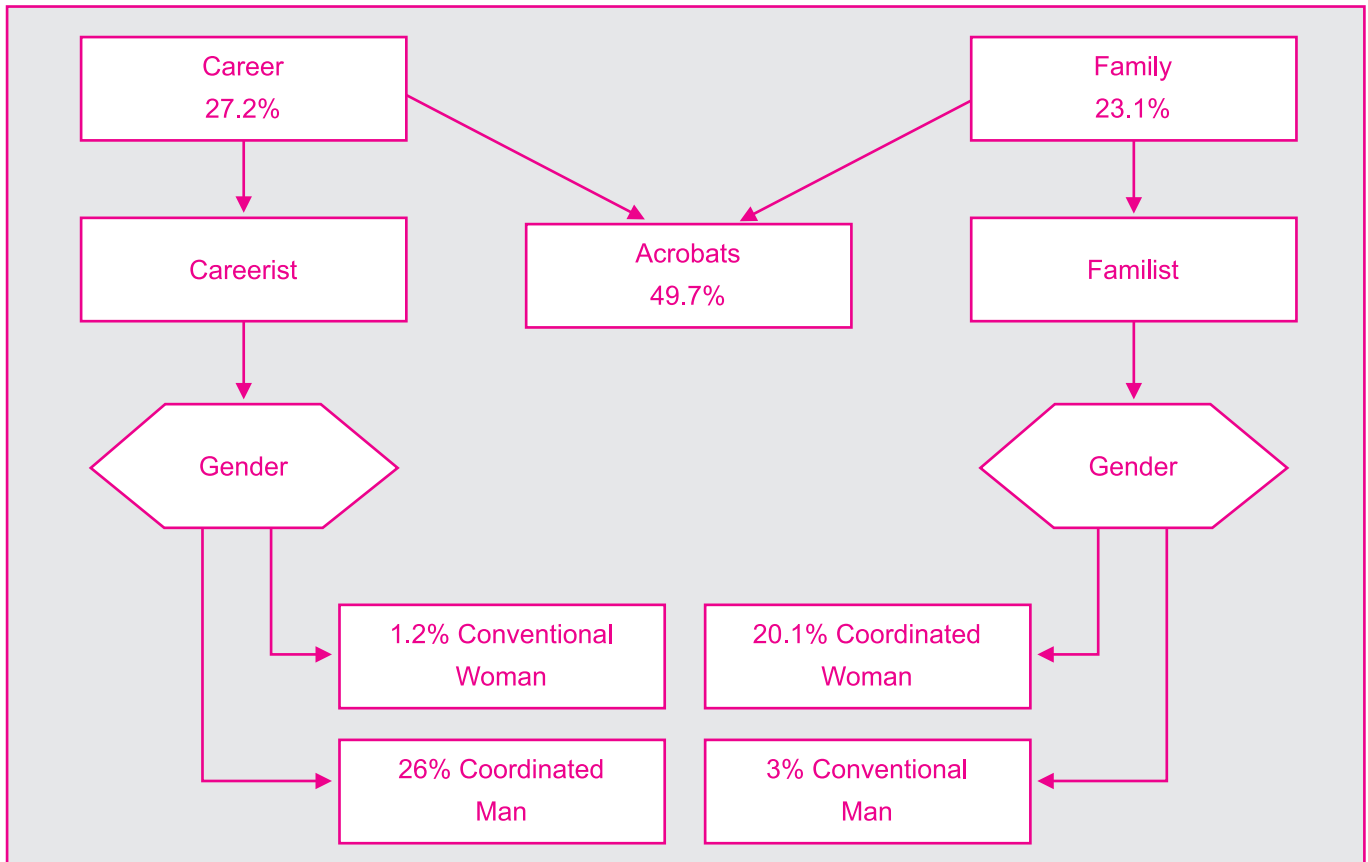 Career
27.2%
Family
23.1%
Careerist
Acrobats
49.7%
Familist
Gender
Gender
1.2% Conventional
Woman
20.1% Coordinated
Woman
26% Coordinated
Man
3% Conventional
Man